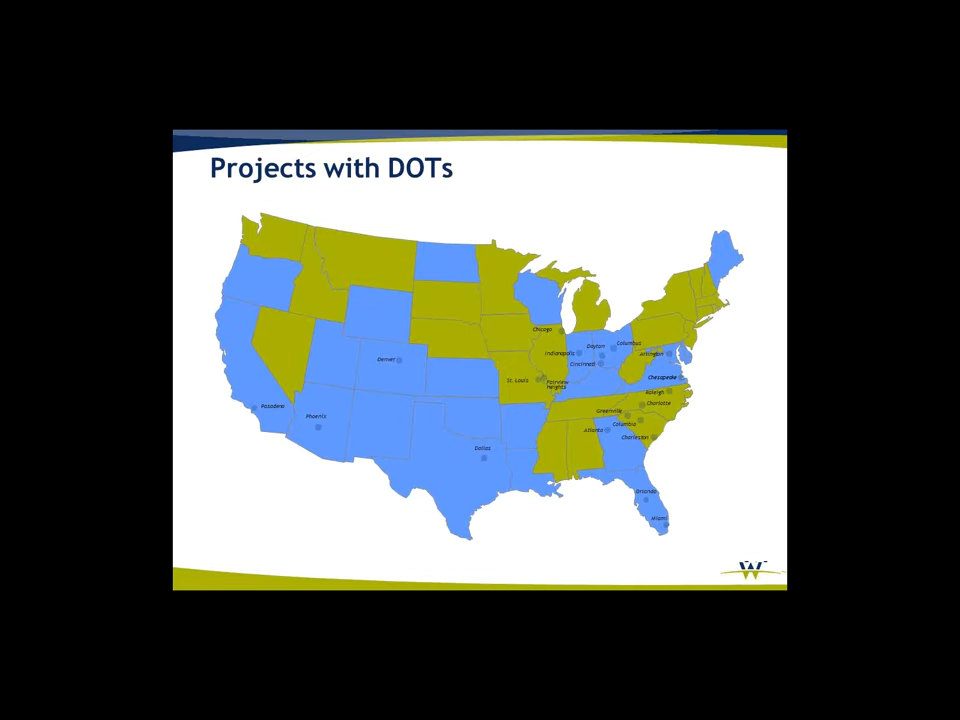 Projects with DOTs
Chicago
Columbus
Dayton
Indianapolis
Arlington
Denver
Cincinnati
St. Louis
Fairview
Heights
Chesapeake
Raleigh
Pasadena
Charlotte
Greenville
Phoenix
Columbia
Atlanta
Charleston
Dallas
Orlando
Miami
W